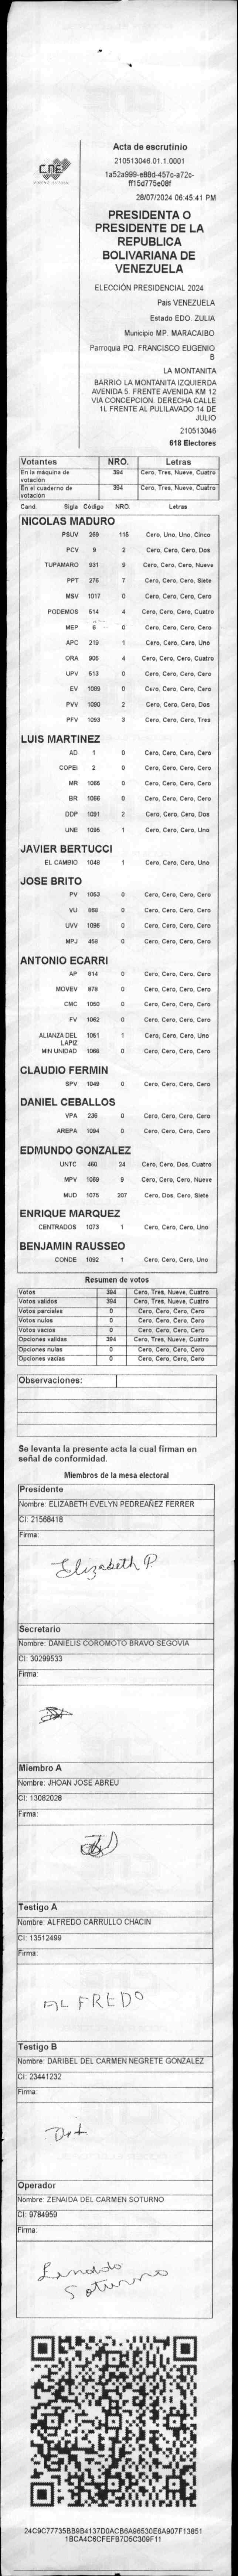 CNE
Acta de escrutinio
210513046.01.1.0001
1a52a999-e88d-457c-a72c-
ff15d775e08f
28/07/2024 06:45:41 PM
PRESIDENTA O
PRESIDENTE DE LA
REPUBLICA
BOLIVARIANA DE
VENEZUELA
ELECCIÓN PRESIDENCIAL 2024
Pais VENEZUELA
Estado EDO. ZULIA
Municipio MP. MARACAIBO
Parroquia PQ. FRANCISCO EUGENIO
B
LA MONTANITA
BARRIO LA MONTANITA IZQUIERDA
AVENIDA 5. FRENTE AVENIDA KM 12
VIA CONCEPCION. DERECHA CALLE
1L FRENTE AL PULILAVADO 14 DE
JULIO
210513046
618 Electores
Votantes NRO. Letras
En la máquina de votación 394 Cero, Tres, Nueve, Cuatro
En el cuaderno de votación 394 Cero, Tres, Nueve, Cuatro
Cand. Sigla Código NRO. Letras
NICOLAS MADURO
PSUV 269 115 Cero, Uno, Uno, Cinco
PCV 9 2 Cero, Cero, Cero, Dos
TUPAMARO 931 9 Cero, Cero, Cero, Nueve
PPT 276 7 Cero, Cero, Cero, Siete
MSV 1017 0 Cero, Cero, Cero, Cero
PODEMOS 514 4 Cero, Cero, Cero, Cuatro
MEP 6 0 Cero, Cero, Cero, Cero
APC 219 1 Cero, Cero, Cero, Uno
ORA 905 4 Cero, Cero, Cero, Cuatro
UPV 513 0 Cero, Cero, Cero, Cero
EV 1089 0 Cero, Cero, Cero, Cero
PVV 1090 2 Cero, Cero, Cero, Dos
PFV 1093 3 Cero, Cero, Cero, Tres
LUIS MARTINEZ
AD 1 0 Cero, Cero, Cero, Cero
COPEI 2 0 Cero, Cero, Cero, Cero
MR 1065 0 Cero, Cero, Cero, Cero
BR 1066 0 Cero, Cero, Cero, Cero
DDP 1091 2 Cero, Cero, Cero, Dos
UNE 1095 1 Cero, Cero, Cero, Uno
JAVIER BERTUCCI
EL CAMBIO 1048 1 Cero, Cero, Cero, Uno
JOSE BRITO
PV 1053 0 Cero, Cero, Cero, Cero
VU 868 0 Cero, Cero, Cero, Cero
UVV 1096 0 Cero, Cero, Cero, Cero
MPJ 458 0 Cero, Cero, Cero, Cero
ANTONIO ECARRI
AP 814 0 Cero, Cero, Cero, Cero
MOVEV 879 0 Cero, Cero, Cero, Cero
CMC 1050 0 Cero, Cero, Cero, Cero
FV 1062 0 Cero, Cero, Cero, Cero
ALIANZA DEL LAPIZ 1051 1 Cero, Cero, Cero, Uno
MIN UNIDAD 1068 0 Cero, Cero, Cero, Cero
CLAUDIO FERMIN
SPV 1049 0 Cero, Cero, Cero, Cero
DANIEL CEBALLOS
VPA 236 0 Cero, Cero, Cero, Cero
AREPA 1094 0 Cero, Cero, Cero, Cero
EDMUNDO GONZALEZ
UNTC 460 24 Cero, Cero, Dos, Cuatro
MPV 1069 9 Cero, Cero, Cero, Nueve
MUD 1075 207 Cero, Dos, Cero, Siete
ENRIQUE MARQUEZ
CENTRADOS 1073 1 Cero, Cero, Cero, Uno
BENJAMIN RAUSSEO
CONDE 1092 1 Cero, Cero, Cero, Uno
Resumen de votos
Votos 394 Cero, Tres, Nueve, Cuatro
Votos válidos 394 Cero, Tres, Nueve, Cuatro
Votos parciales 0 Cero, Cero, Cero, Cero
Votos nulos 0 Cero, Cero, Cero, Cero
Votos vacíos 0 Cero, Cero, Cero, Cero
Opciones válidas 394 Cero, Tres, Nueve, Cuatro
Opciones nulas 0 Cero, Cero, Cero, Cero
Opciones vacías 0 Cero, Cero, Cero, Cero
Observaciones:
Se levanta la presente acta la cual firman en
señal de conformidad.
Miembros de la mesa electoral
Presidente
Nombre: ELIZABETH EVELYN PEDREAÑEZ FERRER
CI: 21568418
Firma:
Elizabeth P.
Secretario
Nombre: DANIELIS COROMOTO BRAVO SEGOVIA
CI: 30299533
Firma:
Miembro A
Nombre: JHOAN JOSE ABREU
CI: 13082028
Firma:
Testigo A
Nombre: ALFREDO CARRULLO CHACIN
CI: 13512499
Firma:
ALFREDO
Testigo B
Nombre: DARIBEL DEL CARMEN NEGRETE GONZALEZ
CI: 23441232
Firma:
Operador
Nombre: ZENAIDA DEL CARMEN SOTURNO
CI: 9784959
Firma:
Soturno
24C9C77735BB9B4137D0ACB6A96530E6A907F13851
1BCA4C6CFEFB7D5C309F11